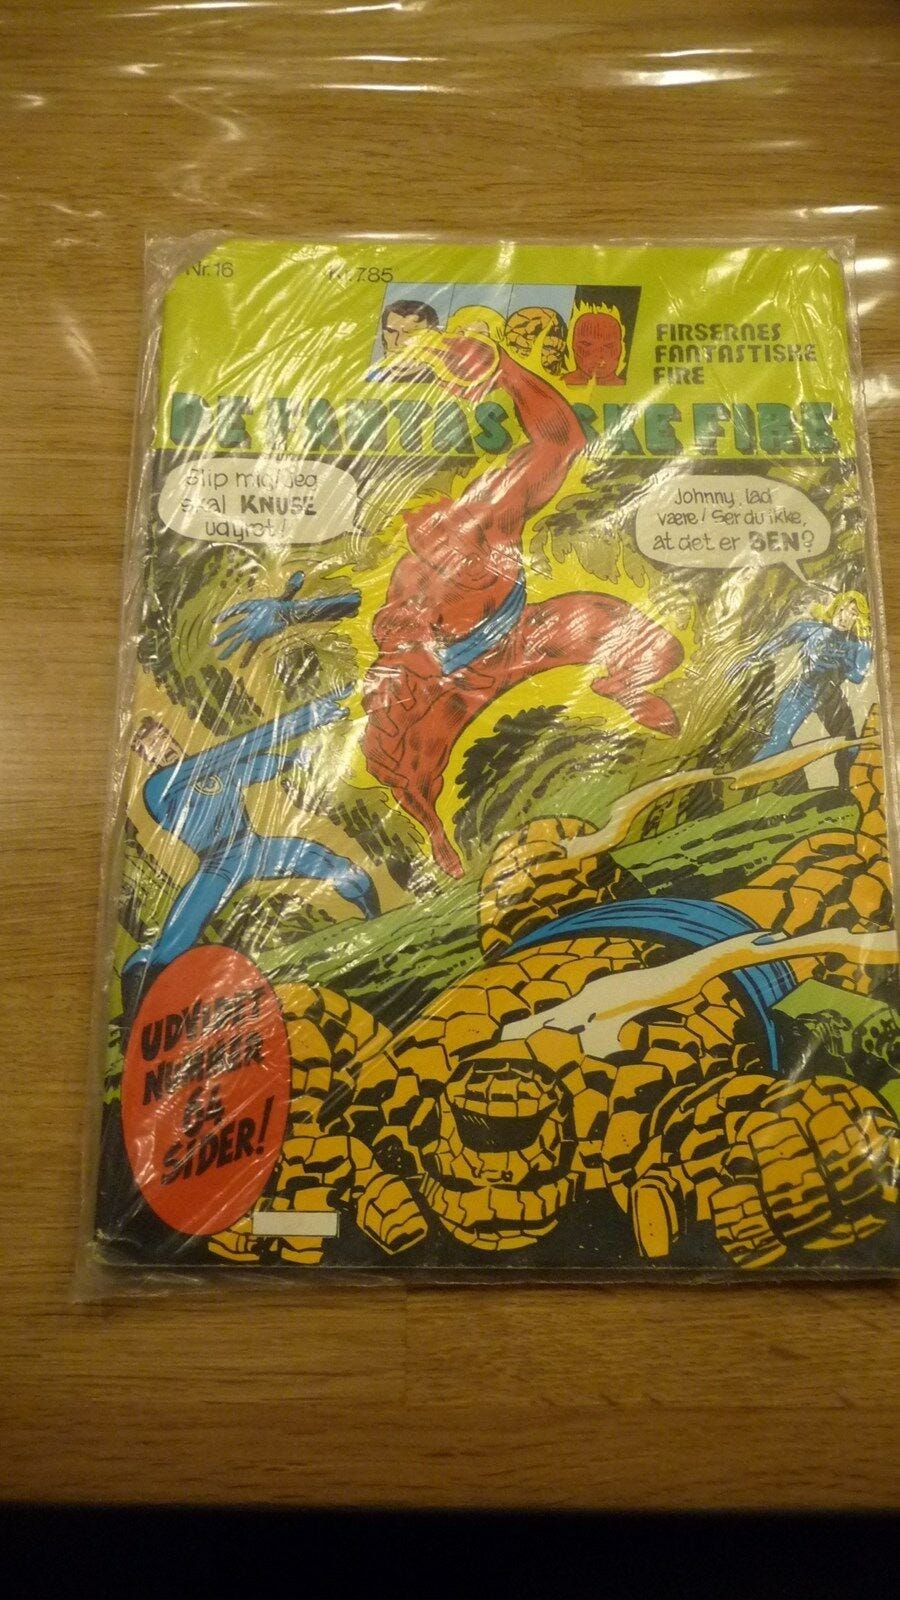 Nr.16
Kr.7.85
FIRSERNES
FANTASTISKE
FIRE
DE FANTASTISKE FIRE
Slip mig! Jeg
skal KNUSE
udyret!
Johnny, lad
være! Ser du ikke,
at det er BEN?
UDVIDET
NUMMER
64
SIDER!